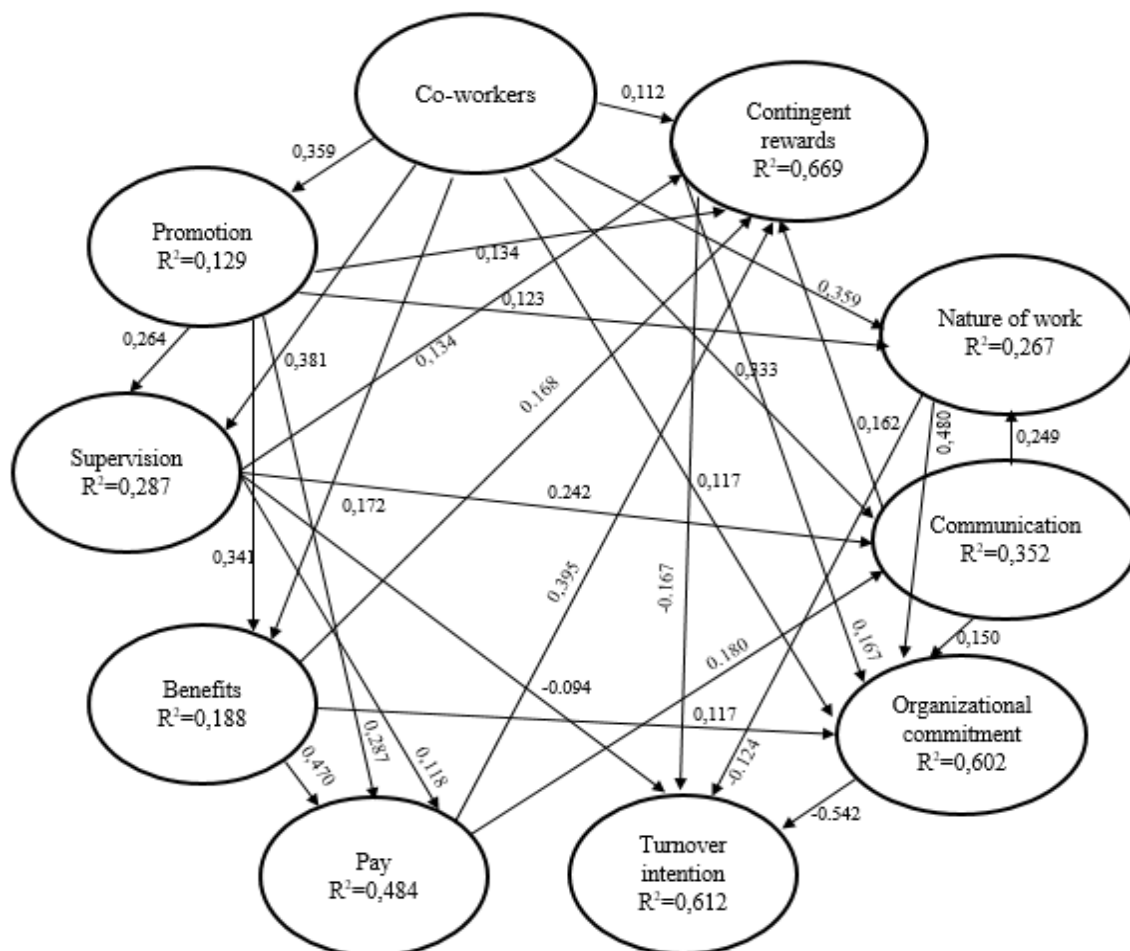 Co-workers
0,112
Contingent
rewards
R²=0,669
0,359
Promotion
R²=0,129
0,134
0,123
0,359
Nature of work
R²=0,267
0,264
0,381
0,134
0.168
0,333
0,162
0,480
0,249
Supervision
R²=0,287
0,172
0.242
0,117
Communication
R²=0,352
0,341
0,395
-0.167
0.180
0,167
0,150
Benefits
R²=0,188
-0.094
0,117
Organizational
commitment
R²=0,602
0,470
0,287
0,118
-0.124
-0.542
Pay
R²=0,484
Turnover
intention
R²=0,612